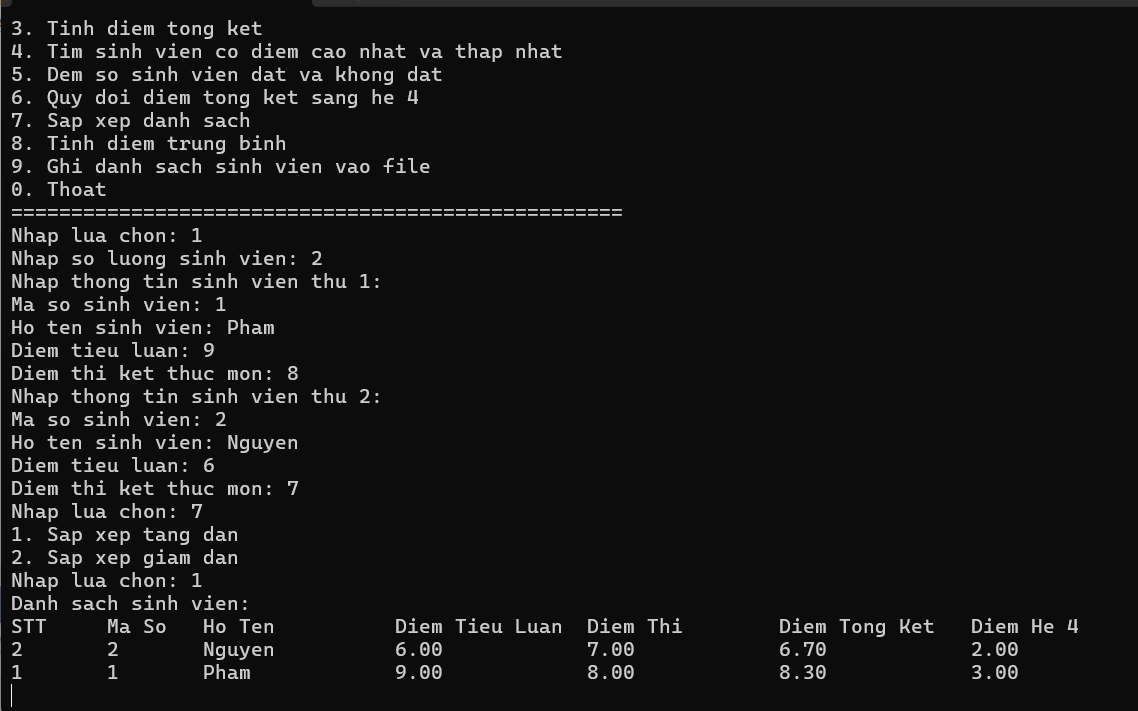 3. Tinh diem tong ket
4. Tim sinh vien co diem cao nhat va thap nhat
5. Dem so sinh vien dat va khong dat
6. Quy doi diem tong ket sang he 4
7. Sap xep danh sach
8. Tinh diem trung binh
9. Ghi danh sach sinh vien vao file
0. Thoat
===================================================
Nhap lua chon: 1
Nhap so luong sinh vien: 2
Nhap thong tin sinh vien thu 1:
Ma so sinh vien: 1
Ho ten sinh vien: Pham
Diem tieu luan: 9
Diem thi ket thuc mon: 8
Nhap thong tin sinh vien thu 2:
Ma so sinh vien: 2
Ho ten sinh vien: Nguyen
Diem tieu luan: 6
Diem thi ket thuc mon: 7
Nhap lua chon: 7
1. Sap xep tang dan
2. Sap xep giam dan
Nhap lua chon: 1
Danh sach sinh vien:
STT     Ma So   Ho Ten          Diem Tieu Luan  Diem Thi        Diem Tong Ket   Diem He 4
2       2       Nguyen          6.00            7.00            6.70            2.00
1       1       Pham            9.00            8.00            8.30            3.00